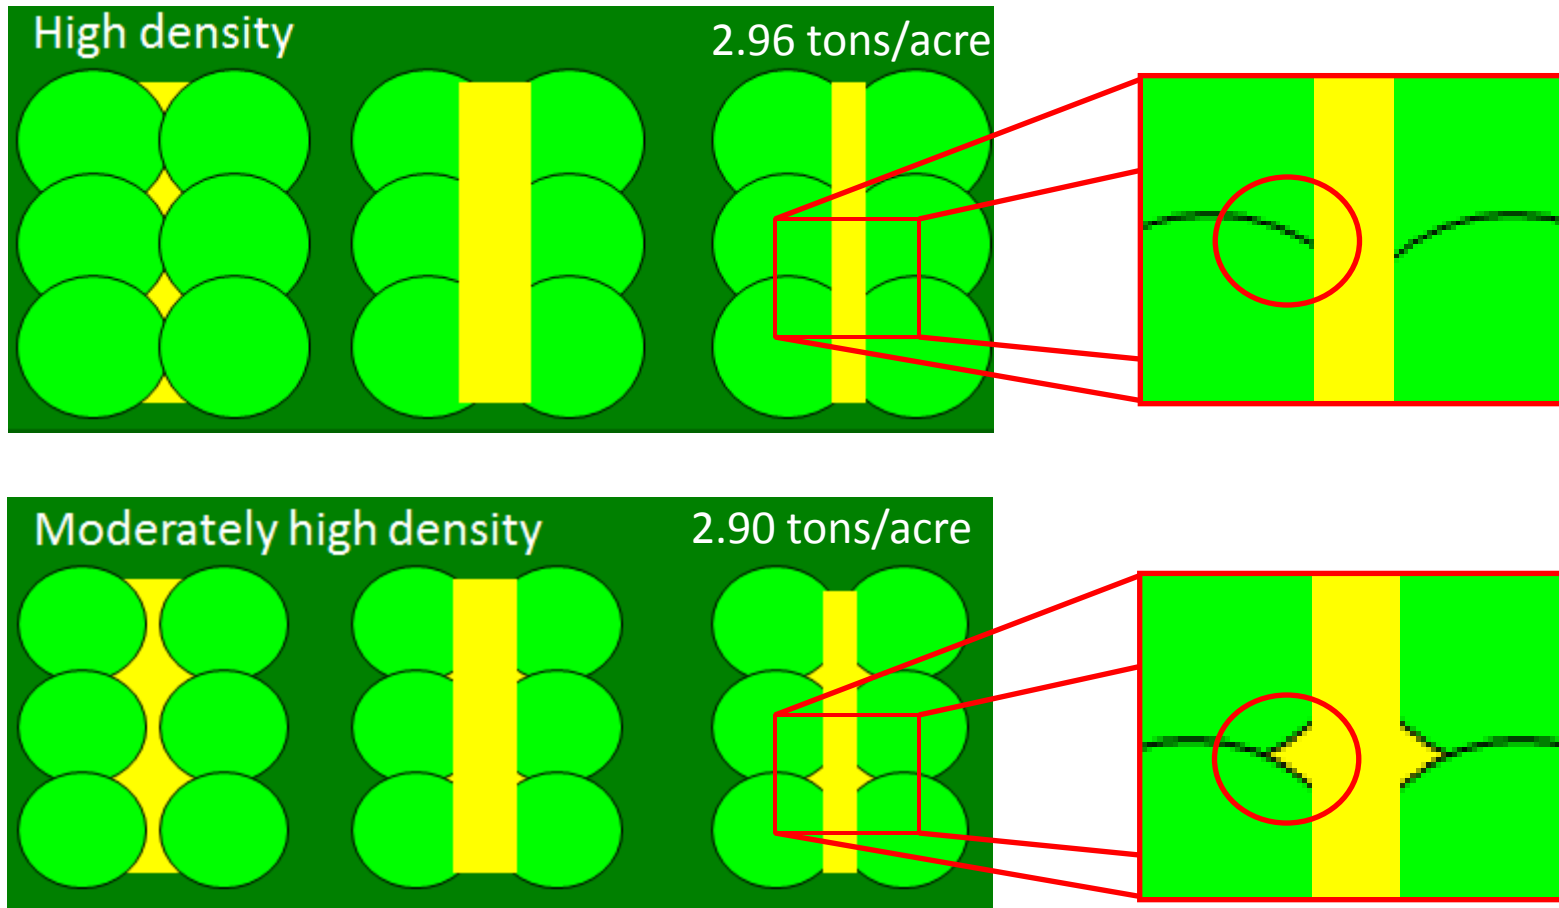 High density
2.96 tons/acre
Moderately high density
2.90 tons/acre